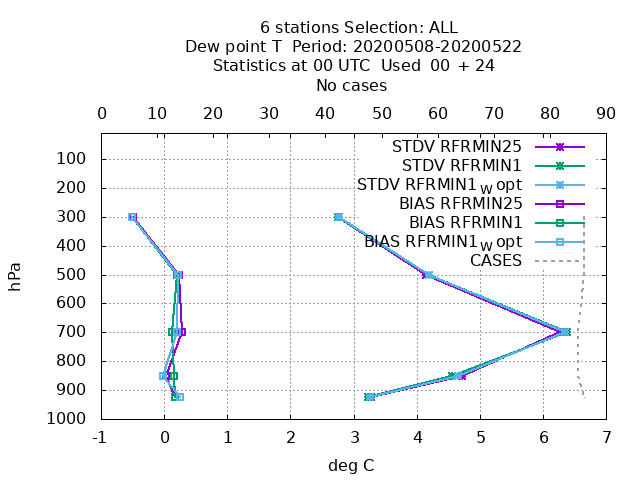 6 stations Selection: ALL
Dew point T  Period: 20200508-20200522
Statistics at 00 UTC  Used  00 + 24
No cases
0 10 20 30 40 50 60 70 80 90
STDV RFRMIN25
STDV RFRMIN1
STDV RFRMIN1w opt
BIAS RFRMIN25
BIAS RFRMIN1
BIAS RFRMIN1w opt
CASES
hPa
100
200
300
400
500
600
700
800
900
1000
-1 0 1 2 3 4 5 6 7
deg C